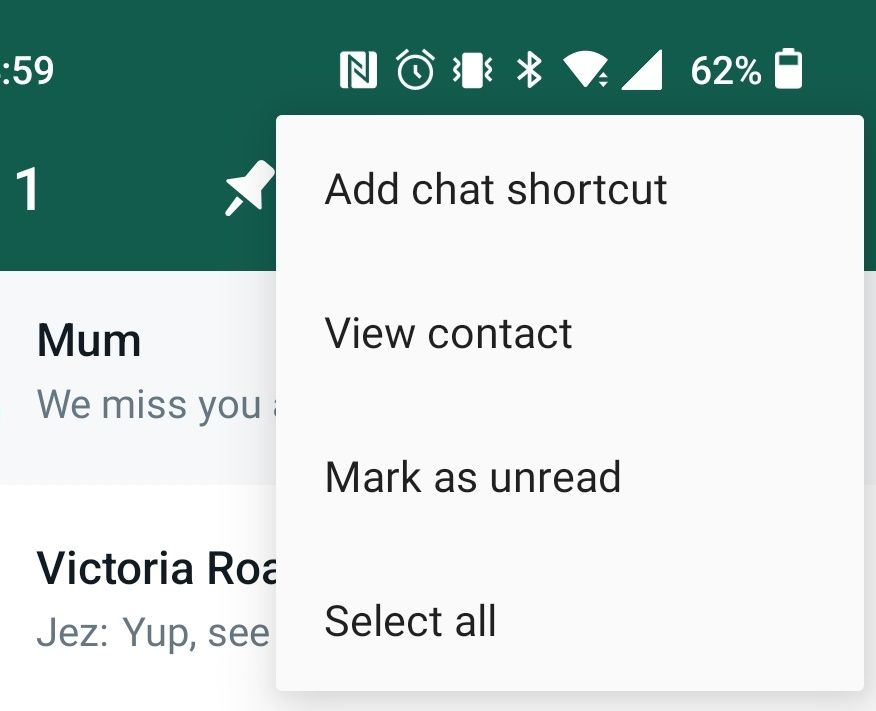 :59 62%
1
Add chat shortcut
View contact
Mark as unread
Select all
Mum
We miss you
Victoria Roa
Jez: Yup, see